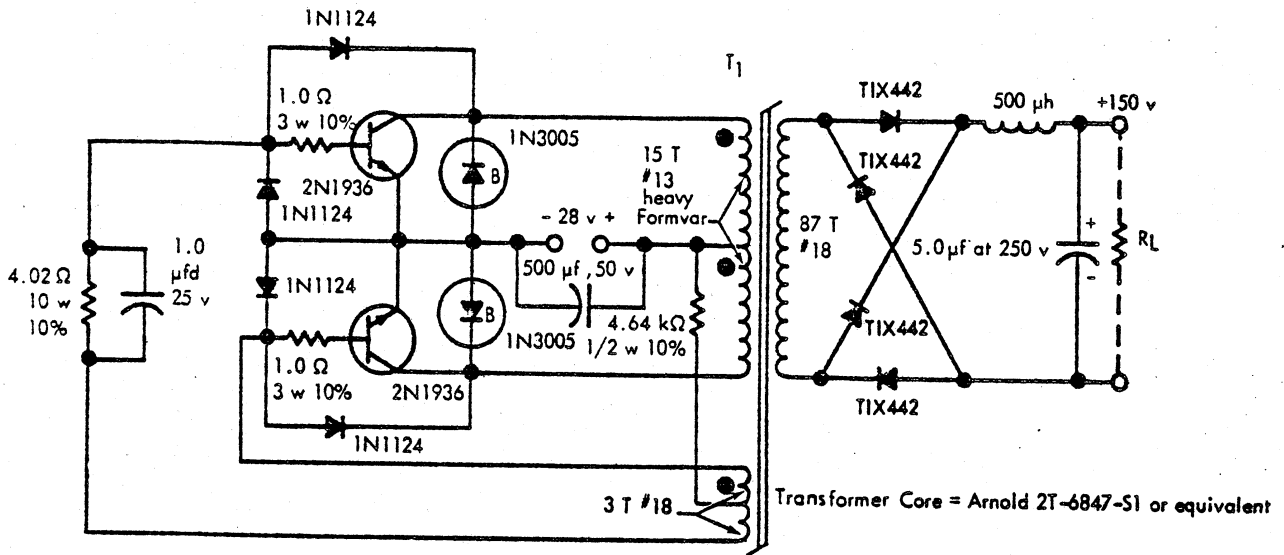 1N1124
T1
1.0 Ω
3 w 10%
TIX442
500 μh
+150 v
1N3005
15 T
#13
heavy
Formvar
TIX442
B
2N1936
1N1124
- 28 v +
87 T
#18
1.0
μfd
25 v
500 μf, 50 v
5.0 μf at 250 v
+
-
RL
4.02 Ω
10 w
10%
1N1124
B
4.64 kΩ
1/2 w 10%
TIX442
1N3005
1.0 Ω
3 w 10%
2N1936
TIX442
1N1124
3 T #18
Transformer Core = Arnold 2T-6847-S1 or equivalent